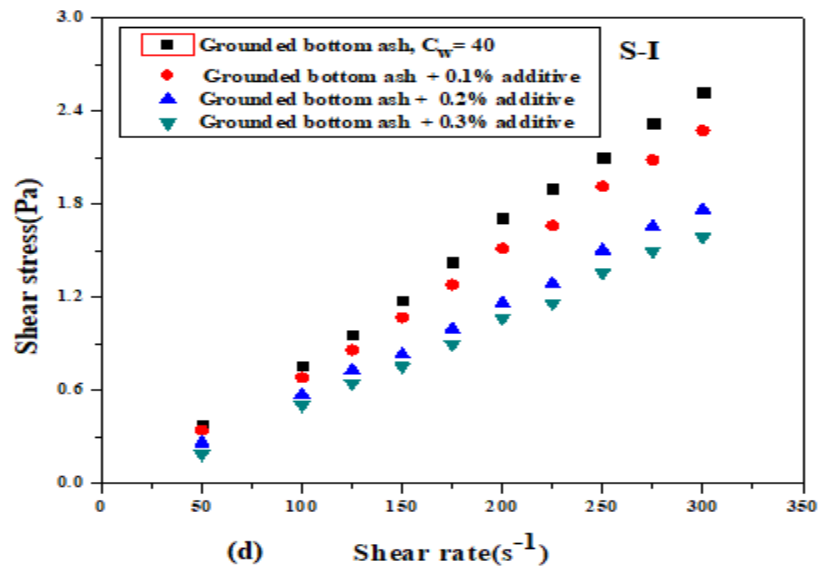 3.0
2.4
1.8
1.2
0.6
0.0
Shear stress(Pa)
Grounded bottom ash, C_w= 40
Grounded bottom ash + 0.1% additive
Grounded bottom ash + 0.2% additive
Grounded bottom ash + 0.3% additive
S-I
0 50 100 150 200 250 300 350
(d) Shear rate(s⁻¹)